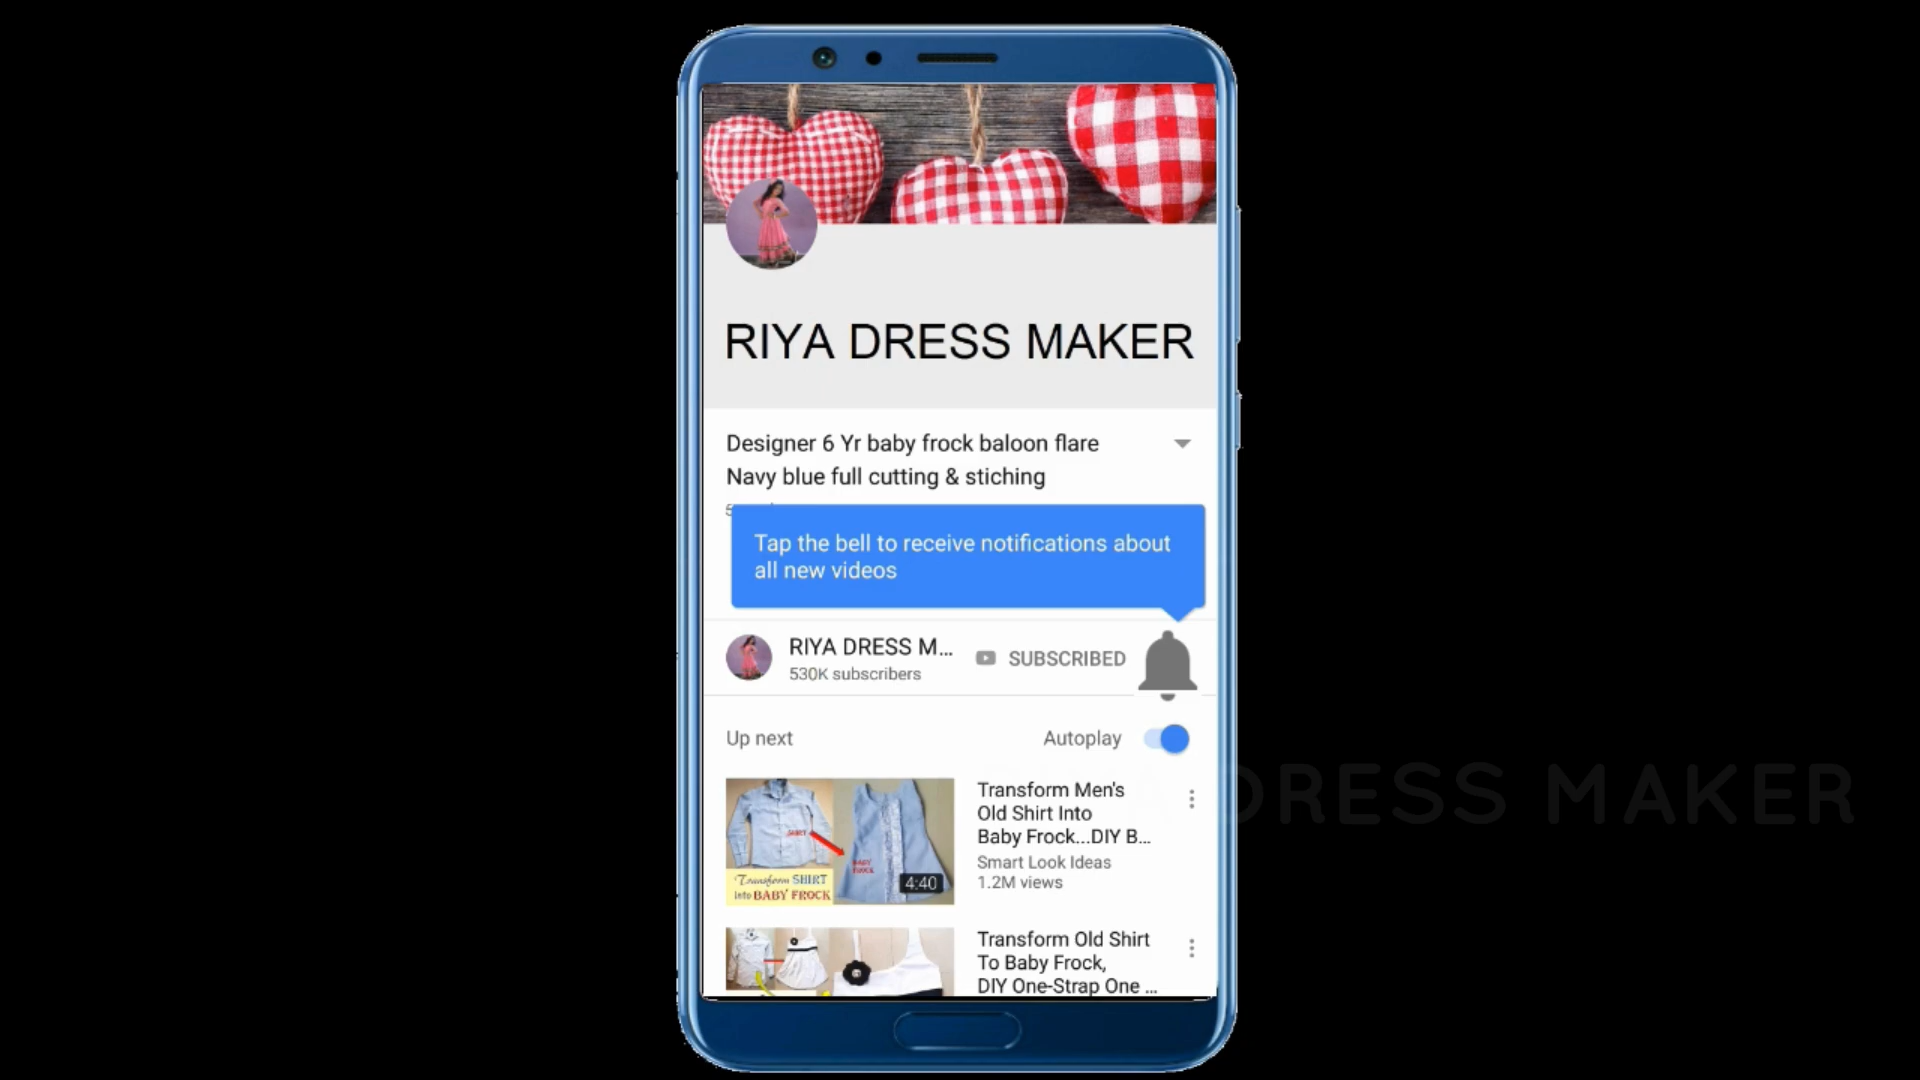 RIYA DRESS MAKER
Designer 6 Yr baby frock baloon flare
Navy blue full cutting & stiching
Tap the bell to receive notifications about
all new videos
RIYA DRESS M...
530K subscribers
SUBSCRIBED
Up next
Autoplay
Transform Men's
Old Shirt Into
Baby Frock...DIY B...
Smart Look Ideas
1.2M views
SHIRT
BABY
FROCK
Transform SHIRT
into BABY FROCK
4:40
Transform Old Shirt
To Baby Frock,
DIY One-Strap One ...
DRESS MAKER